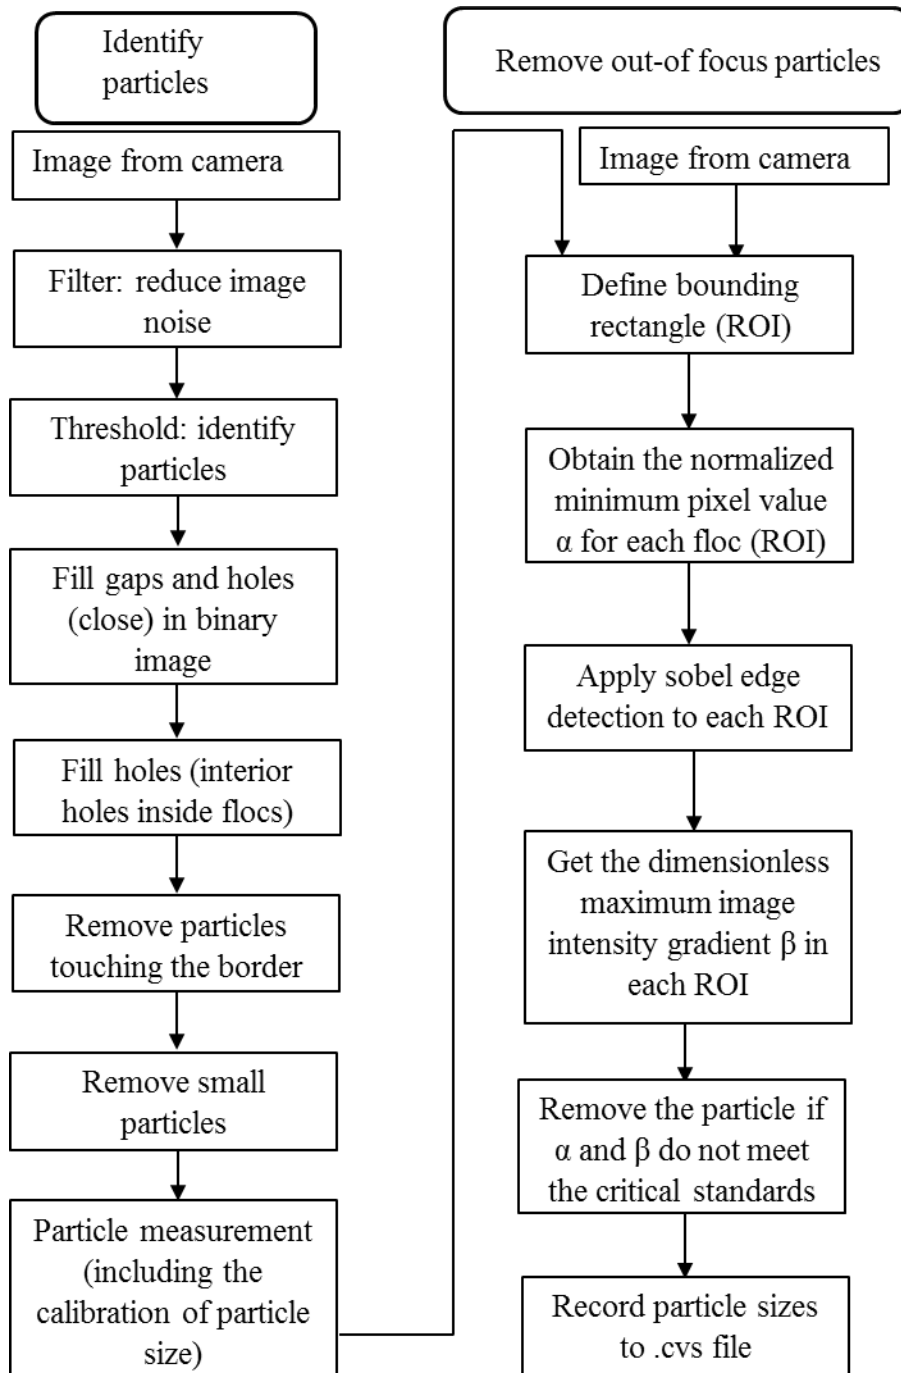 Identify
particles
Image from camera
Filter: reduce image
noise
Threshold: identify
particles
Fill gaps and holes
(close) in binary
image
Fill holes (interior
holes inside flocs)
Remove particles
touching the border
Remove small
particles
Particle measurement
(including the
calibration of particle
size)
Remove out-of focus particles
Image from camera
Define bounding
rectangle (ROI)
Obtain the normalized
minimum pixel value
α for each floc (ROI)
Apply sobel edge
detection to each ROI
Get the dimensionless
maximum image
intensity gradient β in
each ROI
Remove the particle if
α and β do not meet
the critical standards
Record particle sizes
to .cvs file